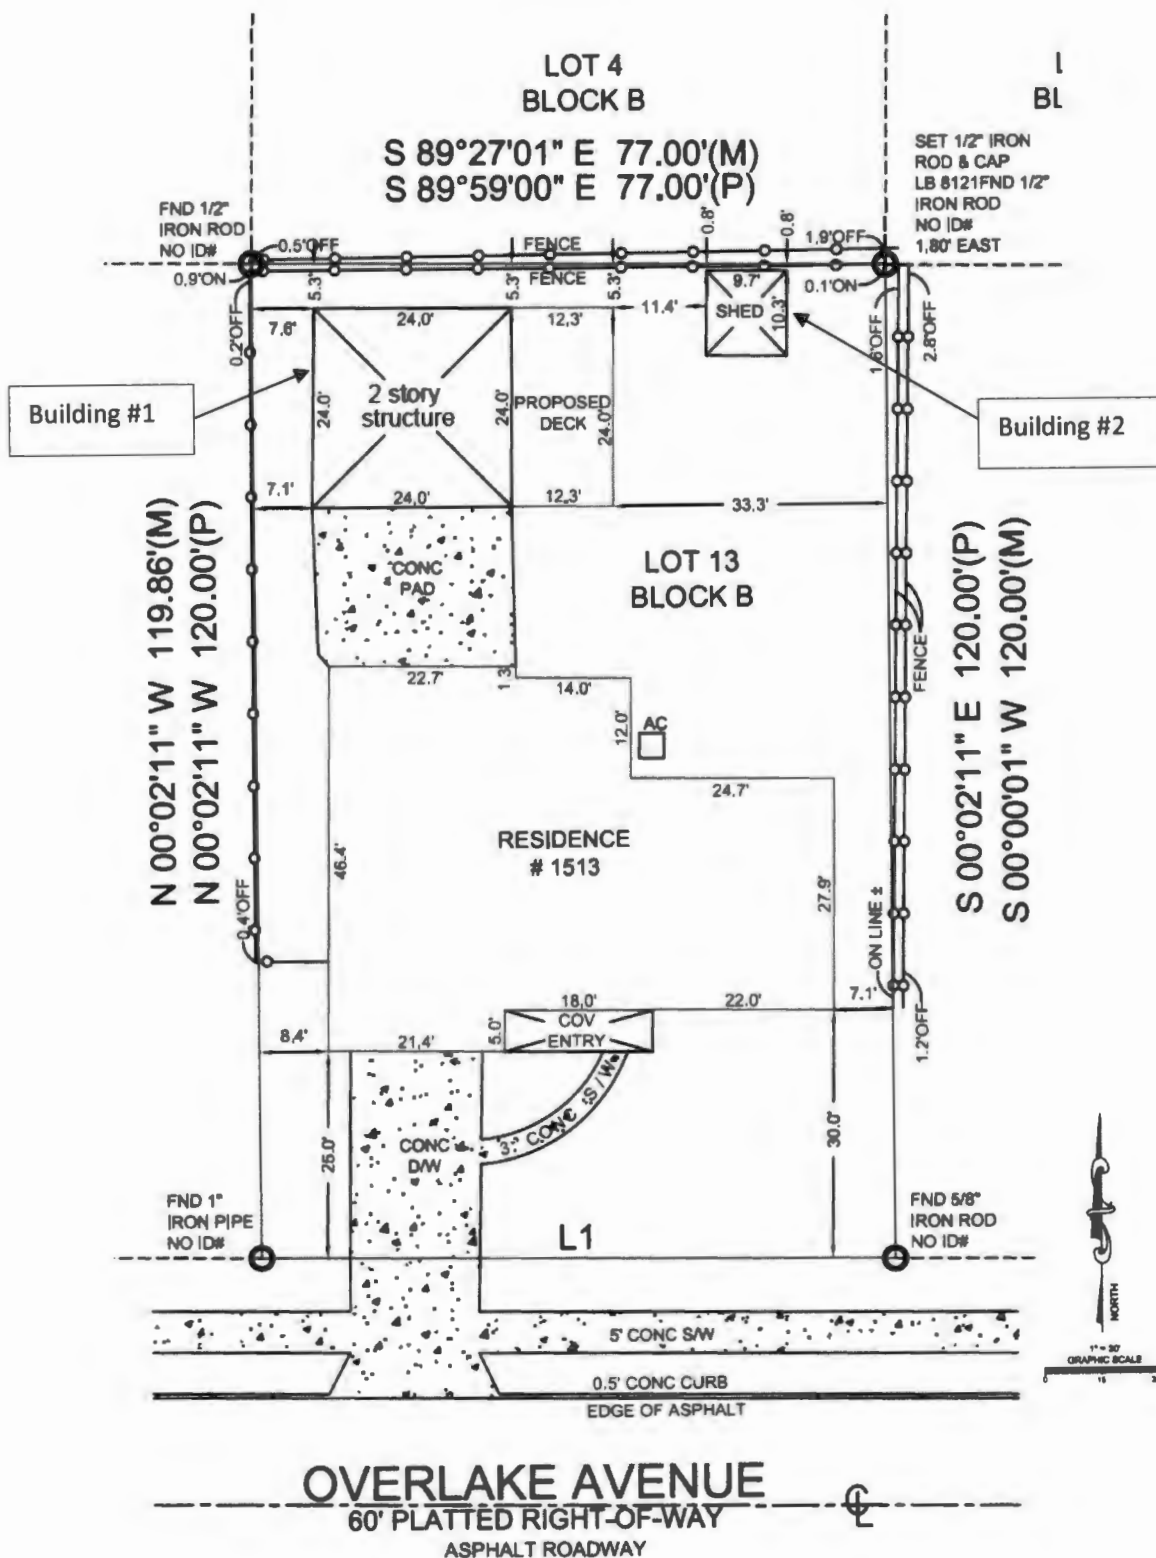 LOT 4
BLOCK B
L
BL
S 89°27'01" E 77.00'(M)
S 89°59'00" E 77.00'(P)
SET 1/2" IRON
ROD & CAP
LB 8121FND 1/2"
IRON ROD
NO ID#
1,80' EAST
FND 1/2"
IRON ROD
NO ID#
0.5'OFF
FENCE
0.8'
0.8'
1.9'OFF
0.9'ON
FENCE
0.1'ON
5.3'
5.3'
5.3'
11.4'
9.7'
SHED
10.3'
7.6'
24.0'
12.3'
0.2'OFF
2.8'OFF
Building #1
2 story
structure
24.0'
24.0'
PROPOSED
DECK
24.0'
Building #2
7.1'
24.0'
12.3'
33.3'
N 00°02'11" W 119.86'(M)
N 00°02'11" W 120.00'(P)
CONC
PAD
LOT 13
BLOCK B
FENCE
S 00°02'11" E 120.00'(P)
S 00°00'01" W 120.00'(M)
22.7'
1.3'
14.0'
12.0'
AC
24.7'
RESIDENCE
# 1513
46.4'
27.9'
0.4'OFF
ON LINE ±
18.0'
22.0'
7.1'
COV
ENTRY
5.0'
1.2'OFF
8.4'
21.4'
3' CONC S/W
25.0'
CONC
D/W
30.0'
FND 1"
IRON PIPE
NO ID#
L1
FND 5/8"
IRON ROD
NO ID#
NORTH
5' CONC S/W
1" = 30'
GRAPHIC SCALE
0 15 3
0.5' CONC CURB
EDGE OF ASPHALT
OVERLAKE AVENUE
60' PLATTED RIGHT-OF-WAY
ASPHALT ROADWAY